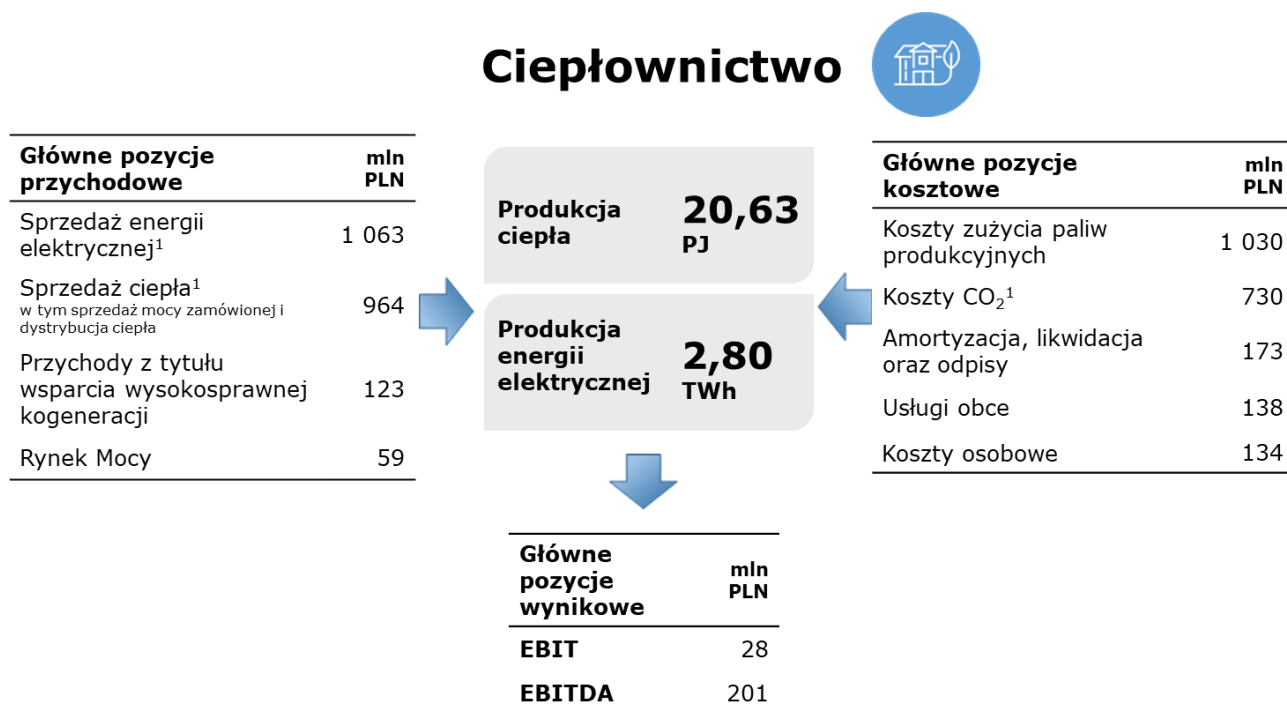 Ciepłownictwo
Główne pozycje
przychodowe
mln
PLN
Sprzedaż energii
elektrycznej¹
1 063
Sprzedaż ciepła¹
w tym sprzedaż mocy zamówionej i
dystrybucja ciepła
964
Przychody z tytułu
wsparcia wysokosprawnej
kogeneracji
123
Rynek Mocy
59
Produkcja
ciepła
20,63
PJ
Produkcja
energii
elektrycznej
2,80
TWh
Główne pozycje
kosztowe
mln
PLN
Koszty zużycia paliw
produkcyjnych
1 030
Koszty CO₂¹
730
Amortyzacja, likwidacja
oraz odpisy
173
Usługi obce
138
Koszty osobowe
134
Główne
pozycje
wynikowe
mln
PLN
EBIT
28
EBITDA
201